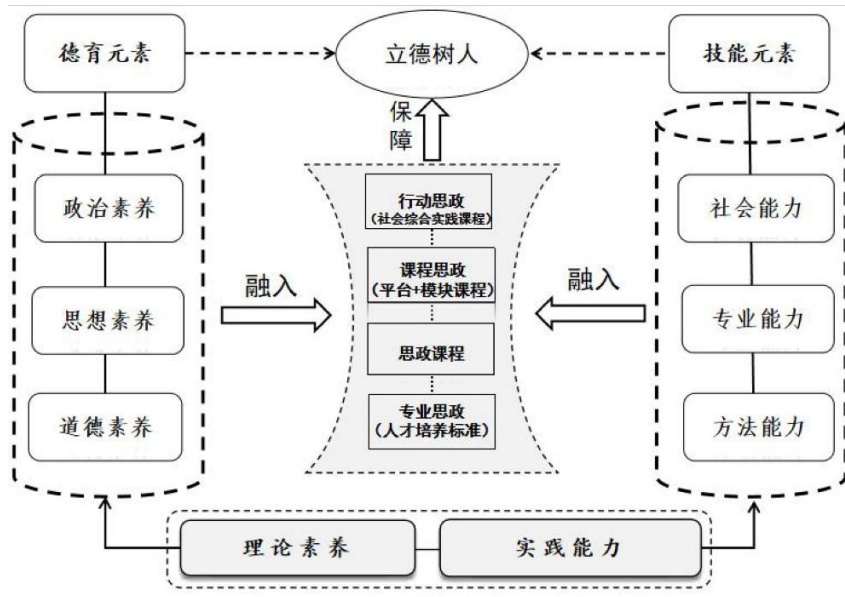 德育元素
立德树人
技能元素
保
障
政治素养
思想素养
道德素养
融入
行动思政
(社会综合实践课程)
课程思政
(平台+模块课程)
思政课程
专业思政
(人才培养标准)
融入
社会能力
专业能力
方法能力
理论素养
实践能力